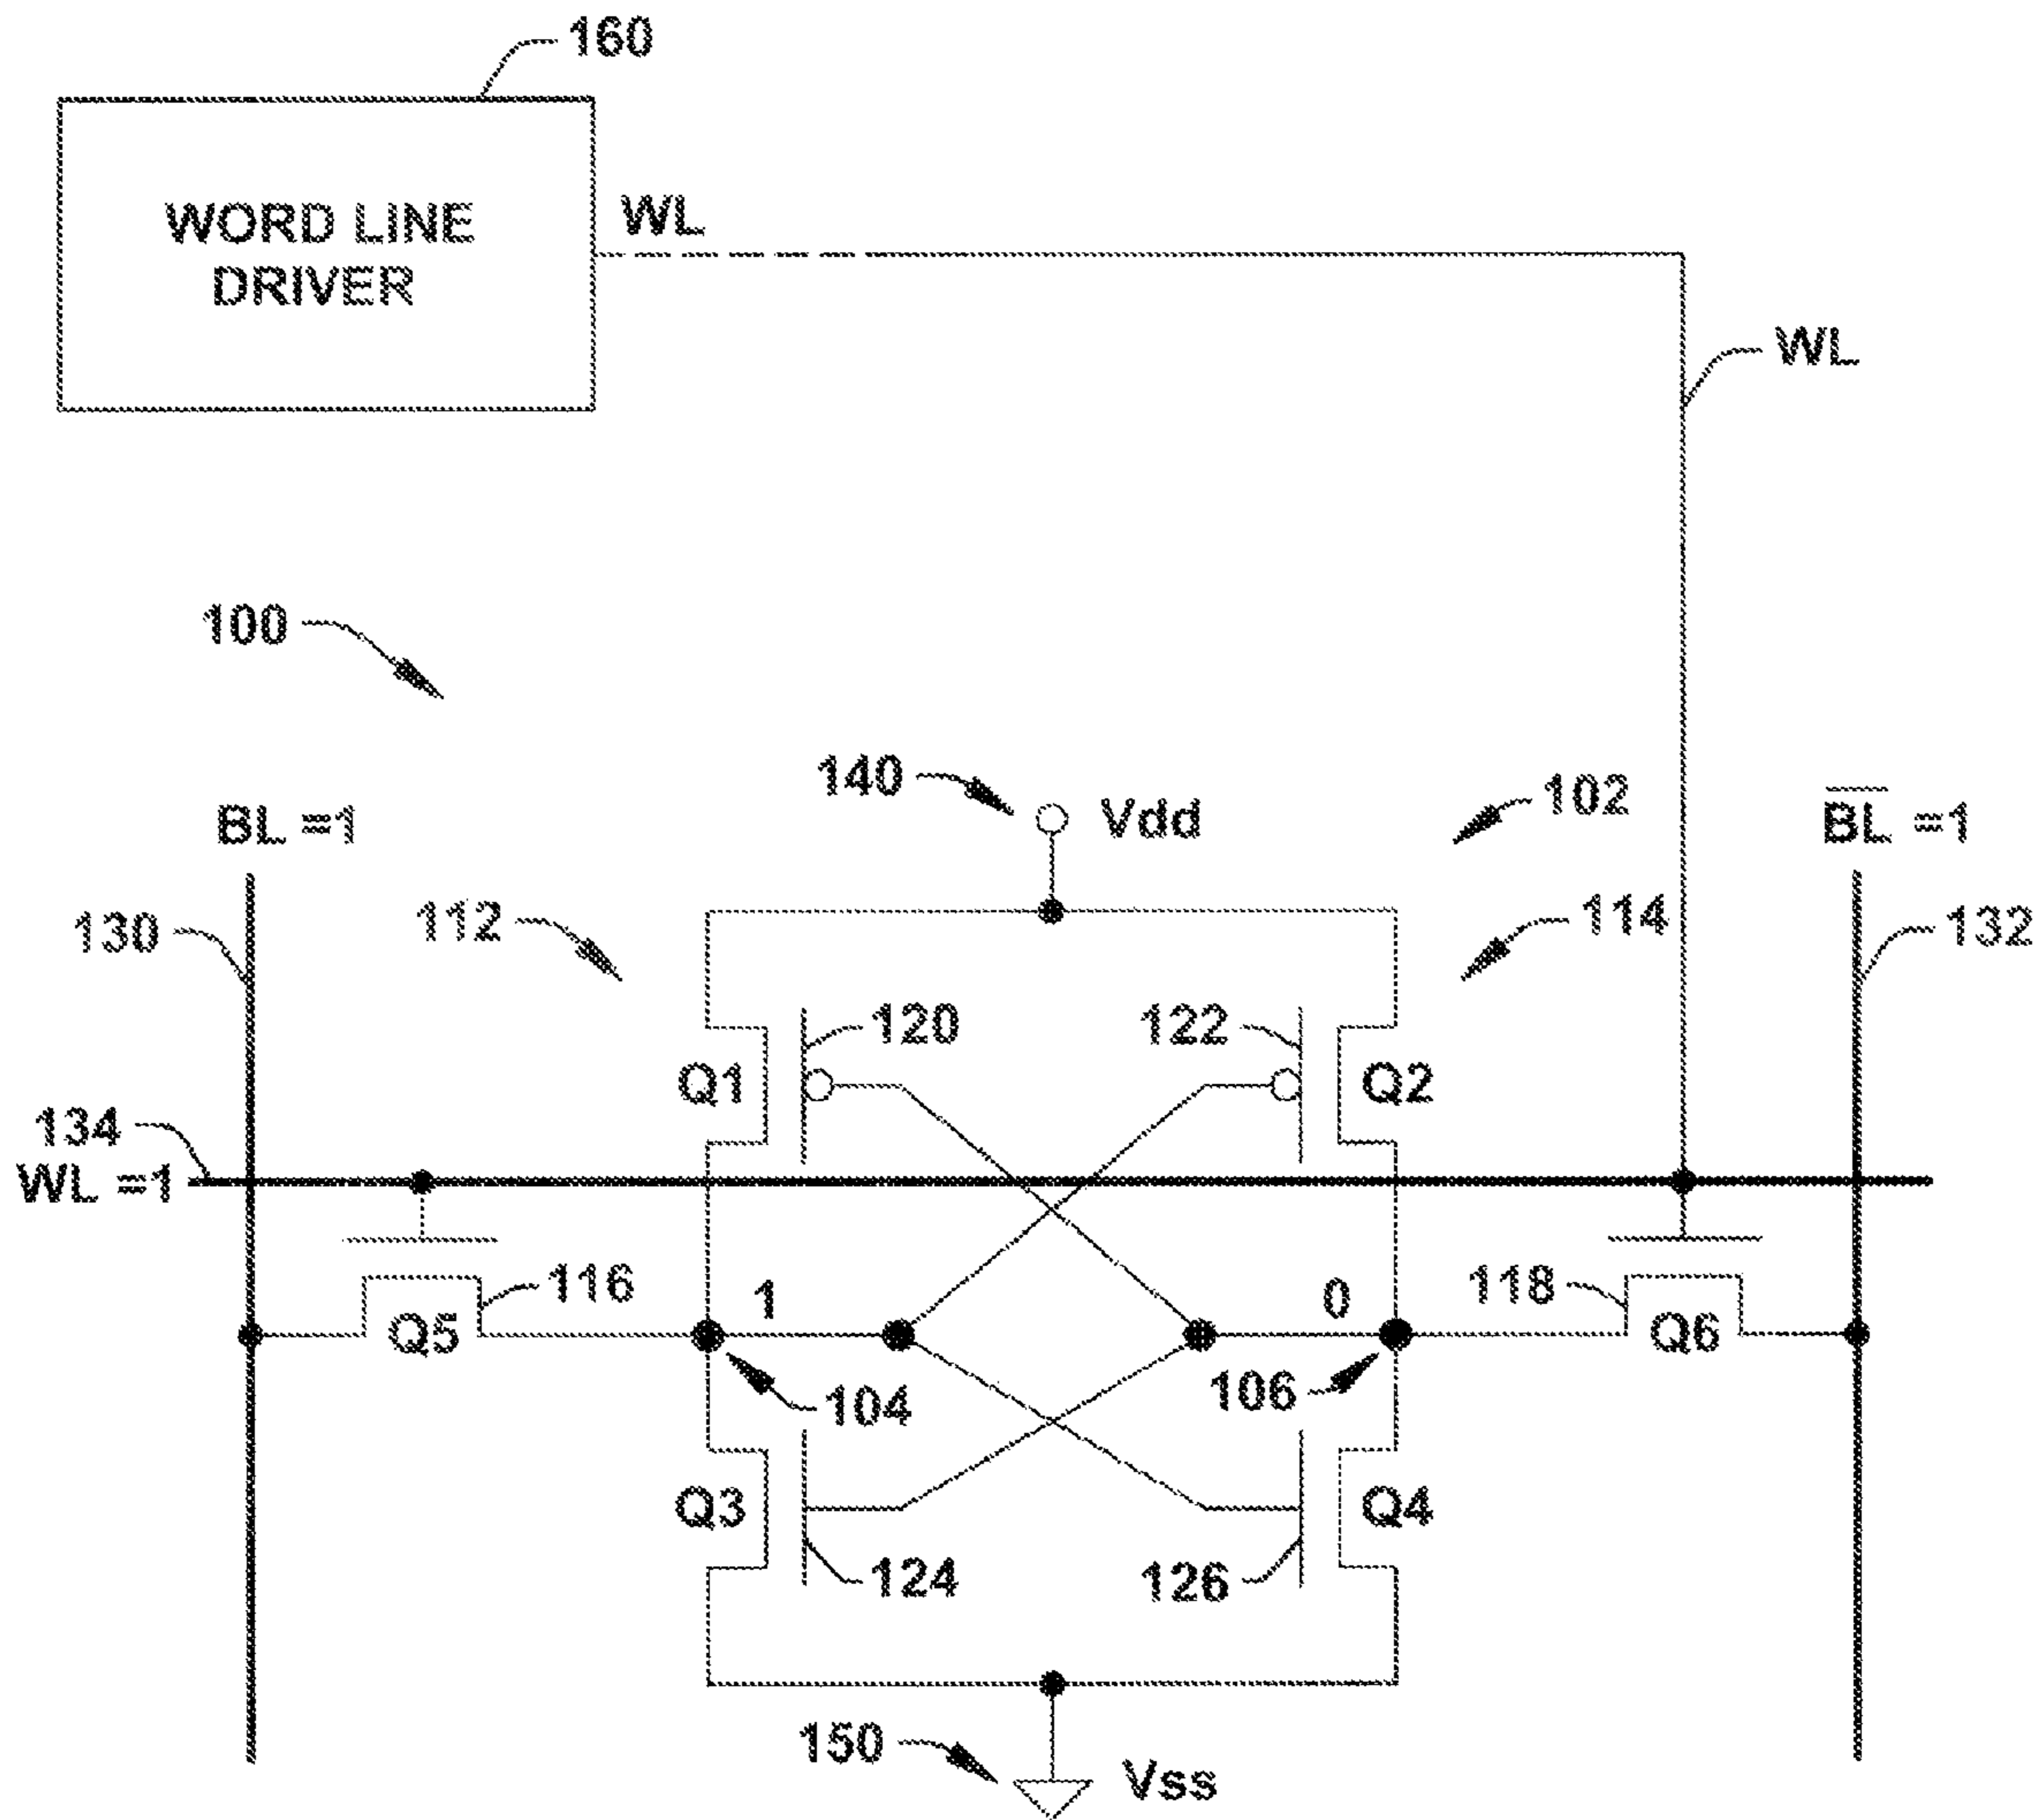 160
WORD LINE
DRIVER
WL
WL
100
140
Vdd
102
BL =1
B̅L̅ =1
130
112
114
132
120
122
Q1
Q2
134
WL =1
116
1
0
118
Q5
Q6
104
106
Q3
Q4
124
126
150
Vss